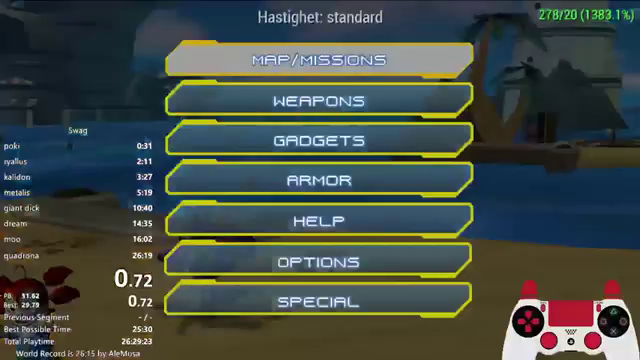 Hastighet: standard
278/20 (1383.1%)
MAP/MISSIONS
WEAPONS
GADGETS
ARMOR
HELP
OPTIONS
SPECIAL
Swag
poki 0:31
ryallus 2:11
kalidon 3:27
metalis 5:19
giant dick 10:40
dream 14:35
moo 16:02
quadrona 26:19
0.72
PB: 31.62
Best: 29.79
0.72
Previous Segment - / -
Best Possible Time: 25:30
Total Playtime: 26:29:23
World Record is 26:15 by AleMusa